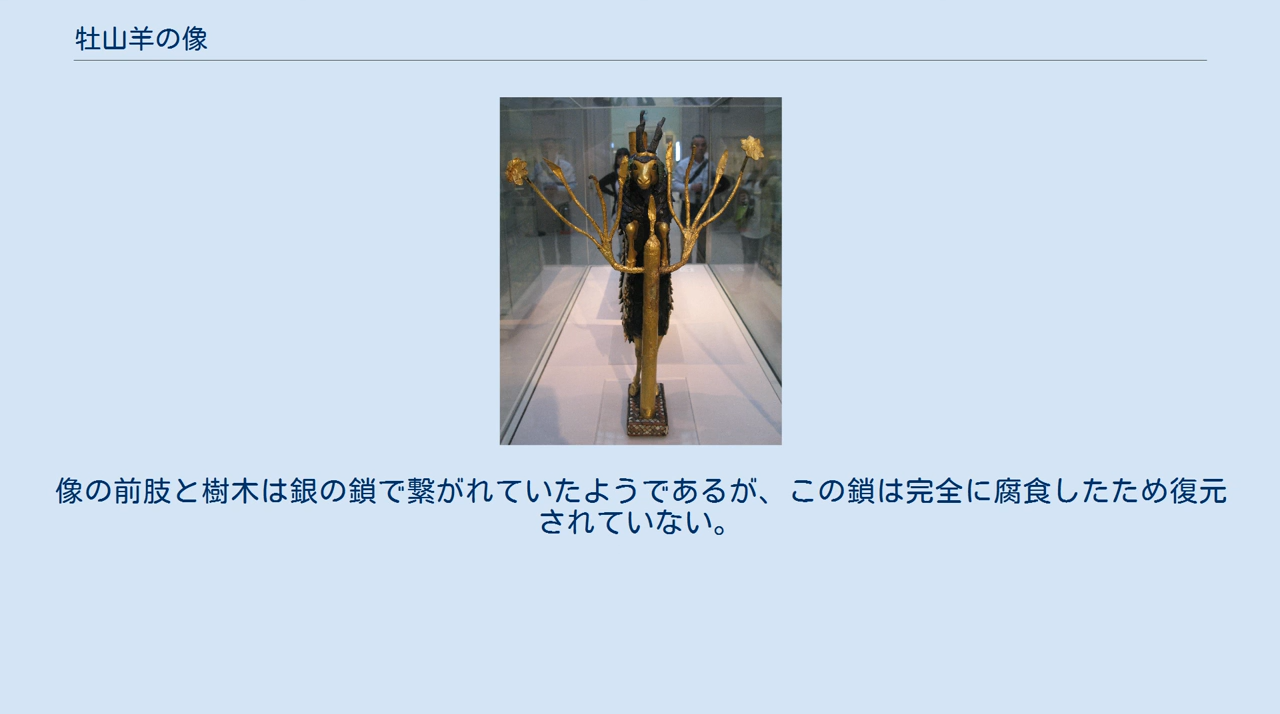 牡山羊の像
像の前肢と樹木は銀の鎖で繋がれていたようであるが、この鎖は完全に腐食したため復元
されていない。